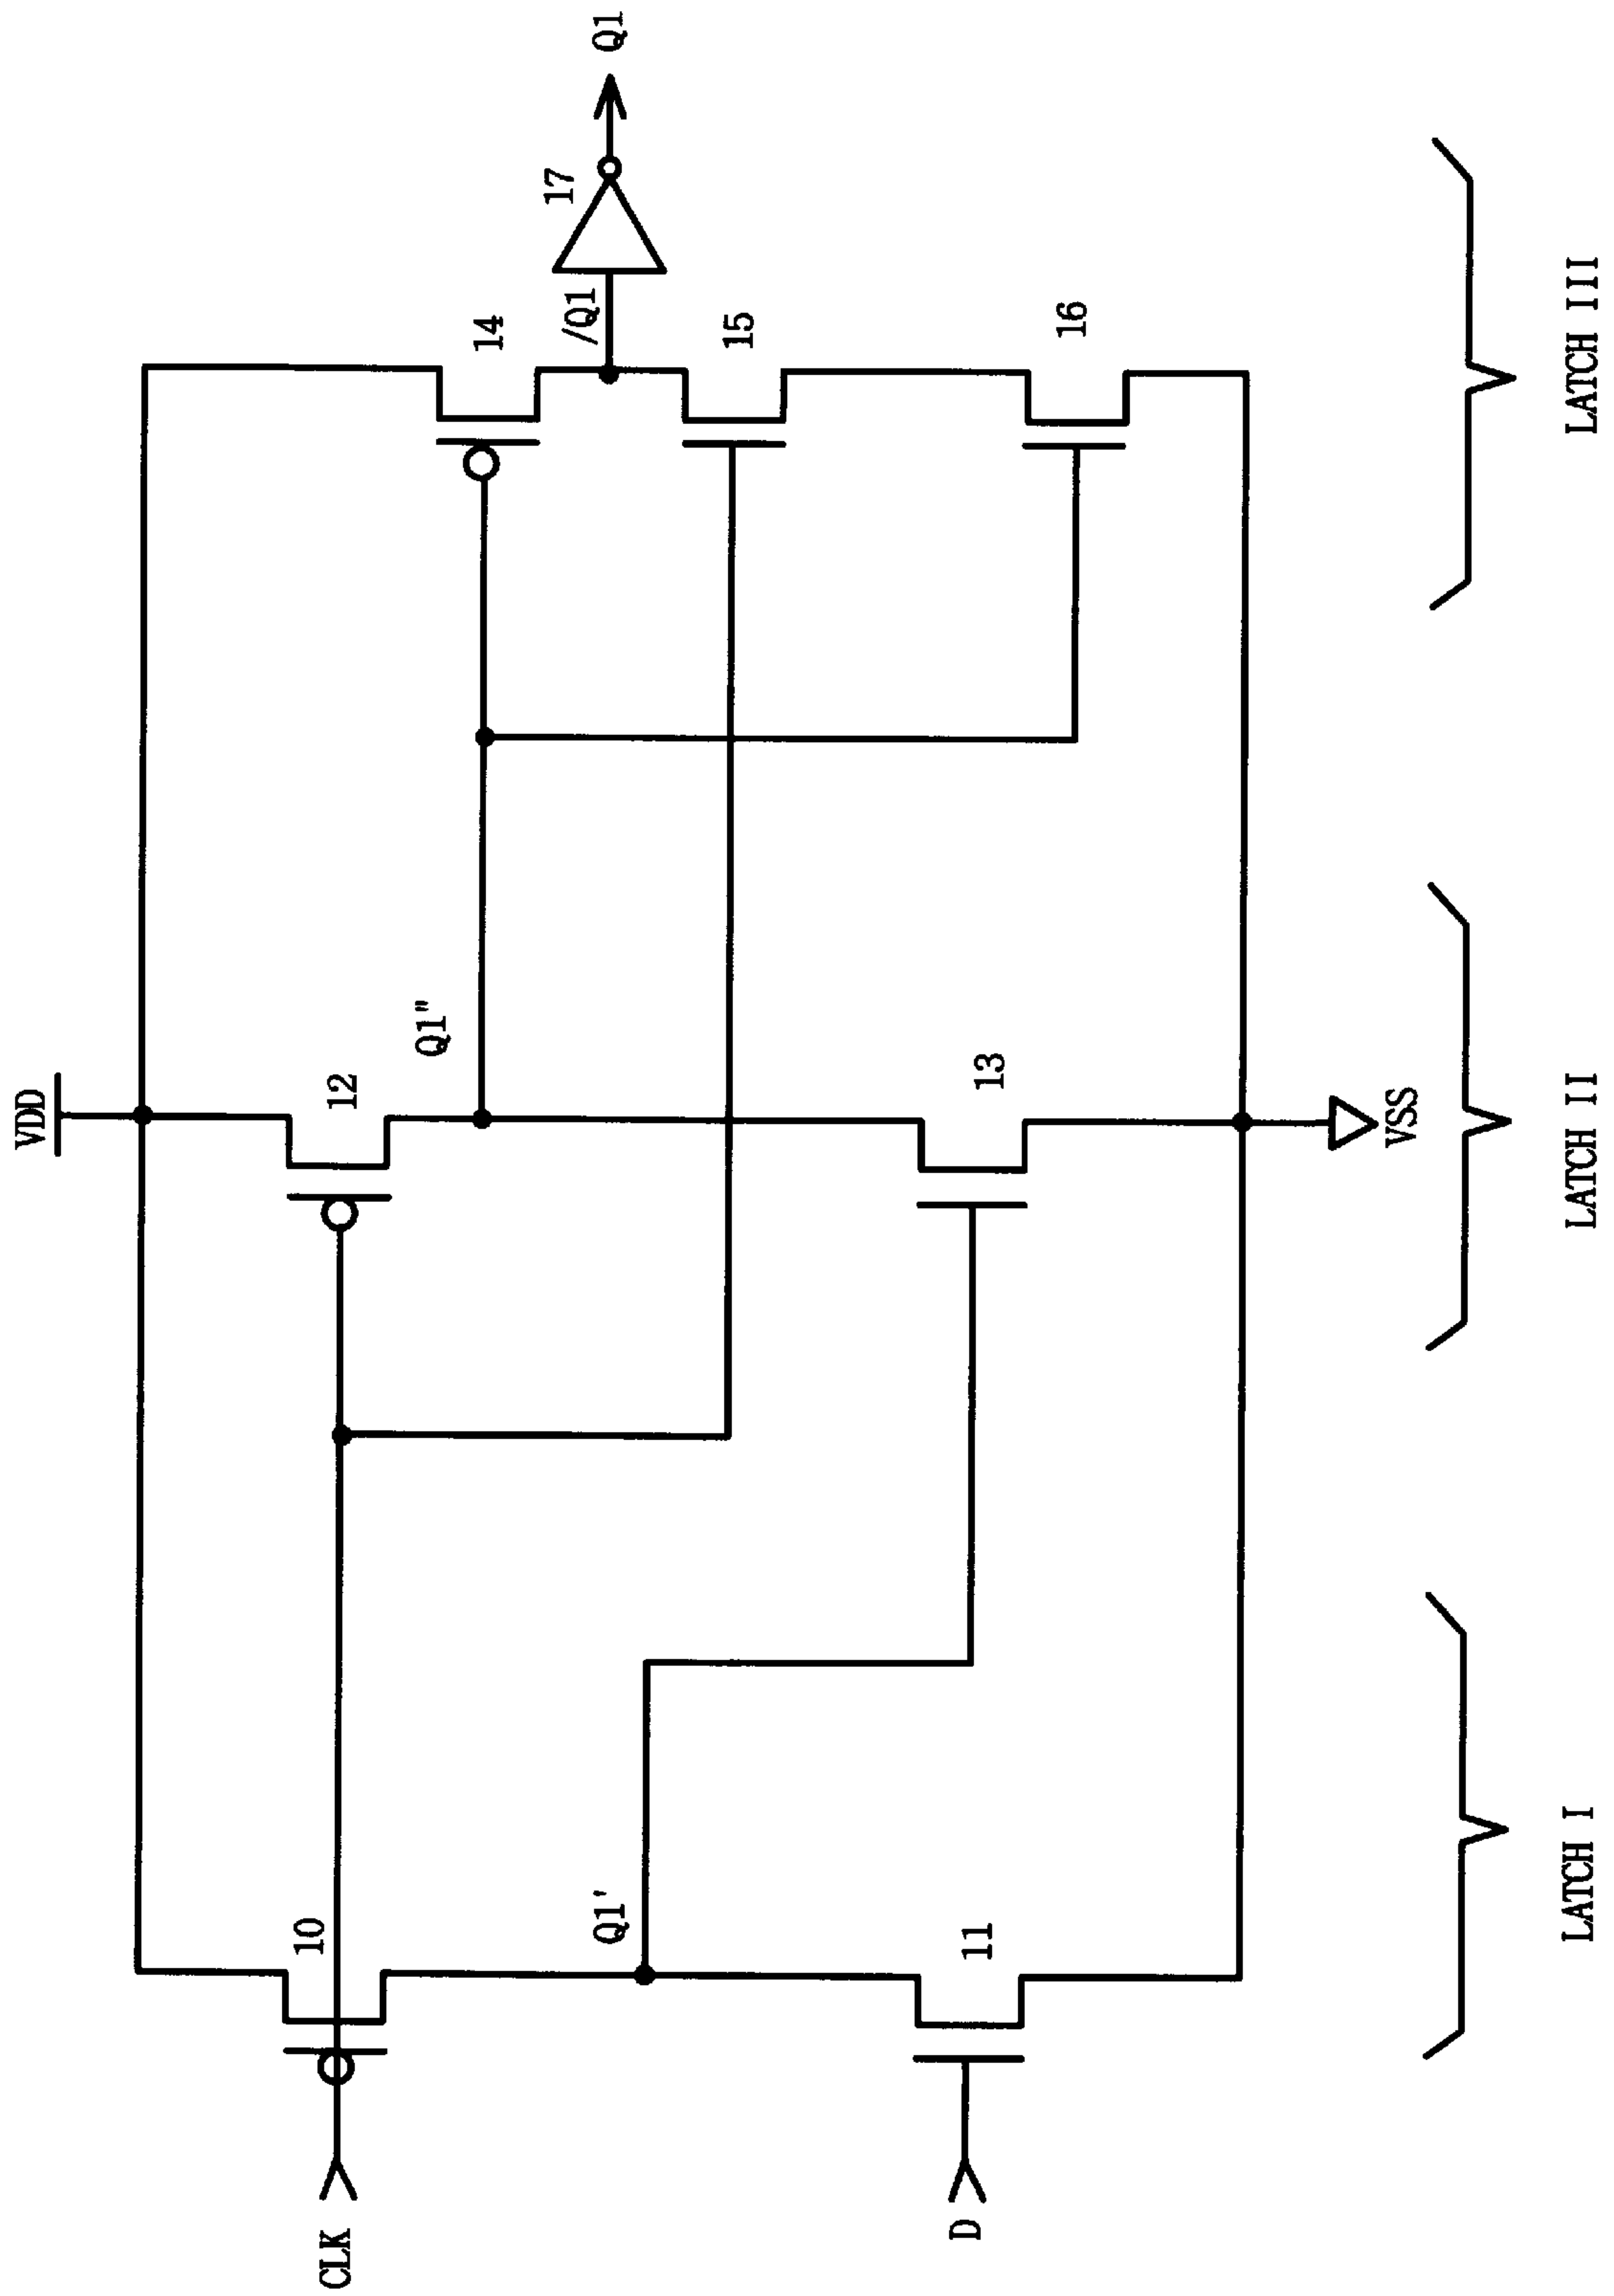 VDD
CLK
10
12
14
Q1"
Q1'
/Q1
17
Q1
15
D
11
13
16
VSS
LATCH I
LATCH II
LATCH III